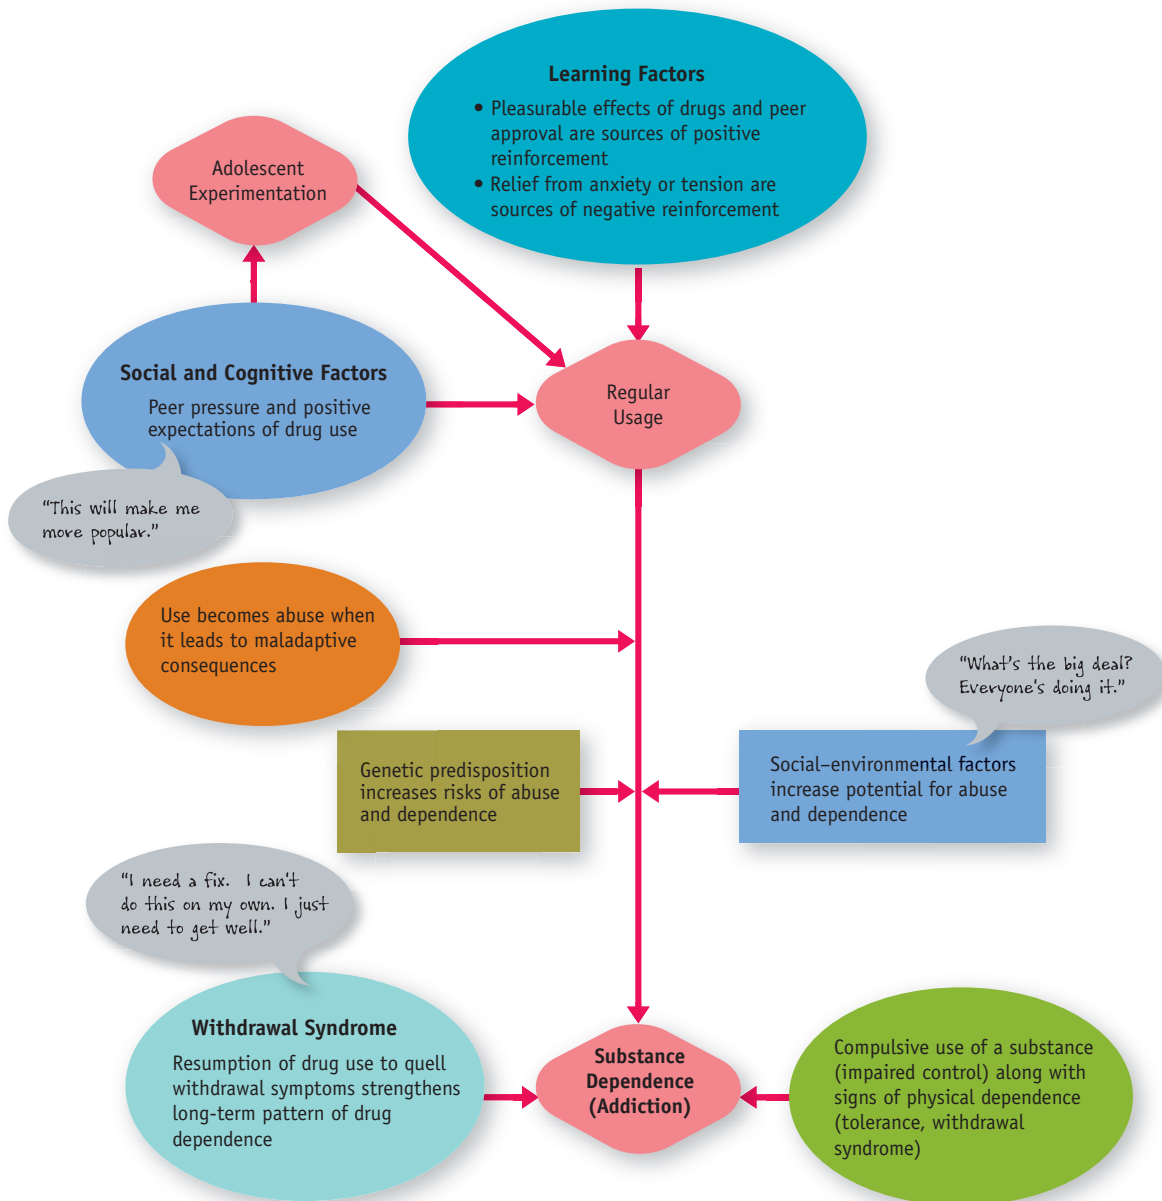 Learning Factors
• Pleasurable effects of drugs and peer
approval are sources of positive
reinforcement
• Relief from anxiety or tension are
sources of negative reinforcement
Adolescent
Experimentation
Social and Cognitive Factors
Peer pressure and positive
expectations of drug use
Regular
Usage
“This will make me
more popular.”
Use becomes abuse when
it leads to maladaptive
consequences
“What's the big deal?
Everyone's doing it.”
Genetic predisposition
increases risks of abuse
and dependence
Social–environmental factors
increase potential for abuse
and dependence
“I need a fix. I can't
do this on my own. I just
need to get well.”
Withdrawal Syndrome
Resumption of drug use to quell
withdrawal symptoms strengthens
long-term pattern of drug
dependence
Substance
Dependence
(Addiction)
Compulsive use of a substance
(impaired control) along with
signs of physical dependence
(tolerance, withdrawal
syndrome)